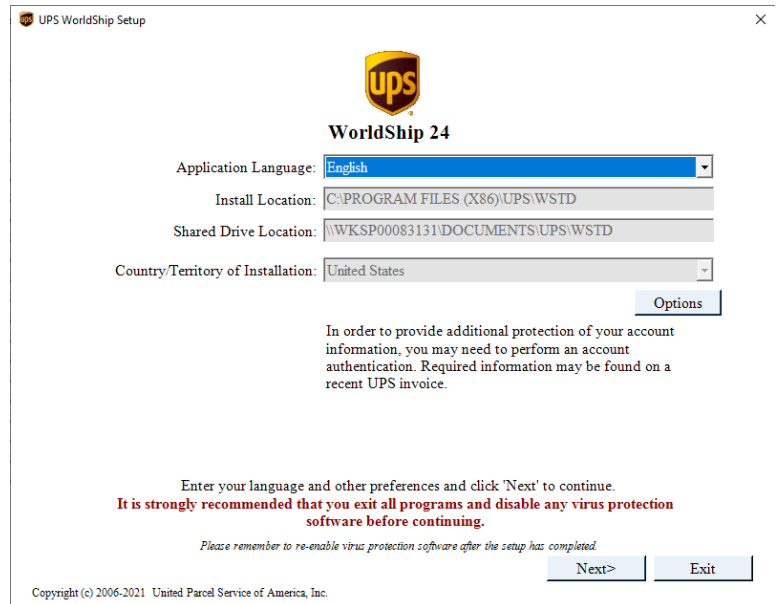 UPS WorldShip Setup
ups
WorldShip 24
Application Language: English
Install Location: C:\PROGRAM FILES (X86)\UPS\WSTD
Shared Drive Location: \\WKSP00083131\DOCUMENTS\UPS\WSTD
Country/Territory of Installation: United States
Options
In order to provide additional protection of your account
information, you may need to perform an account
authentication. Required information may be found on a
recent UPS invoice.
Enter your language and other preferences and click 'Next' to continue.
It is strongly recommended that you exit all programs and disable any virus protection
software before continuing.
Please remember to re-enable virus protection software after the setup has completed.
Next> Exit
Copyright (c) 2006-2021 United Parcel Service of America, Inc.